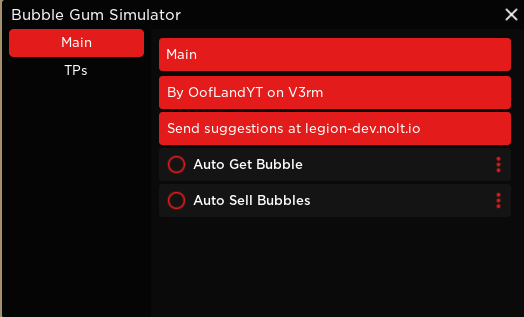 Bubble Gum Simulator
Main
TPs
Main
By OofLandYT on V3rm
Send suggestions at legion-dev.nolt.io
Auto Get Bubble
Auto Sell Bubbles